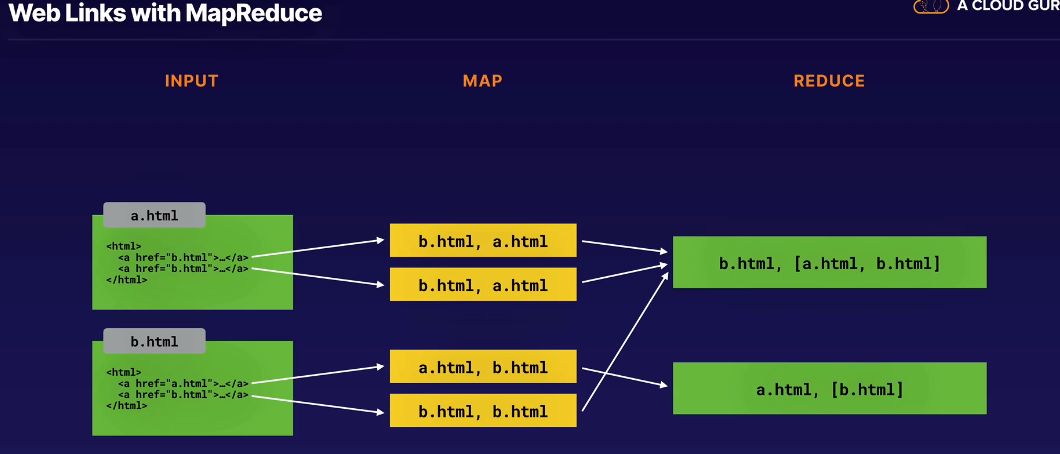 Web Links with MapReduce
A CLOUD GUR
INPUT
MAP
REDUCE
a.html
<html>
<a href="b.html">…</a>
<a href="b.html">…</a>
</html>
b.html, a.html
b.html, a.html
b.html, [a.html, b.html]
b.html
<html>
<a href="a.html">…</a>
<a href="b.html">…</a>
</html>
a.html, b.html
b.html, b.html
a.html, [b.html]